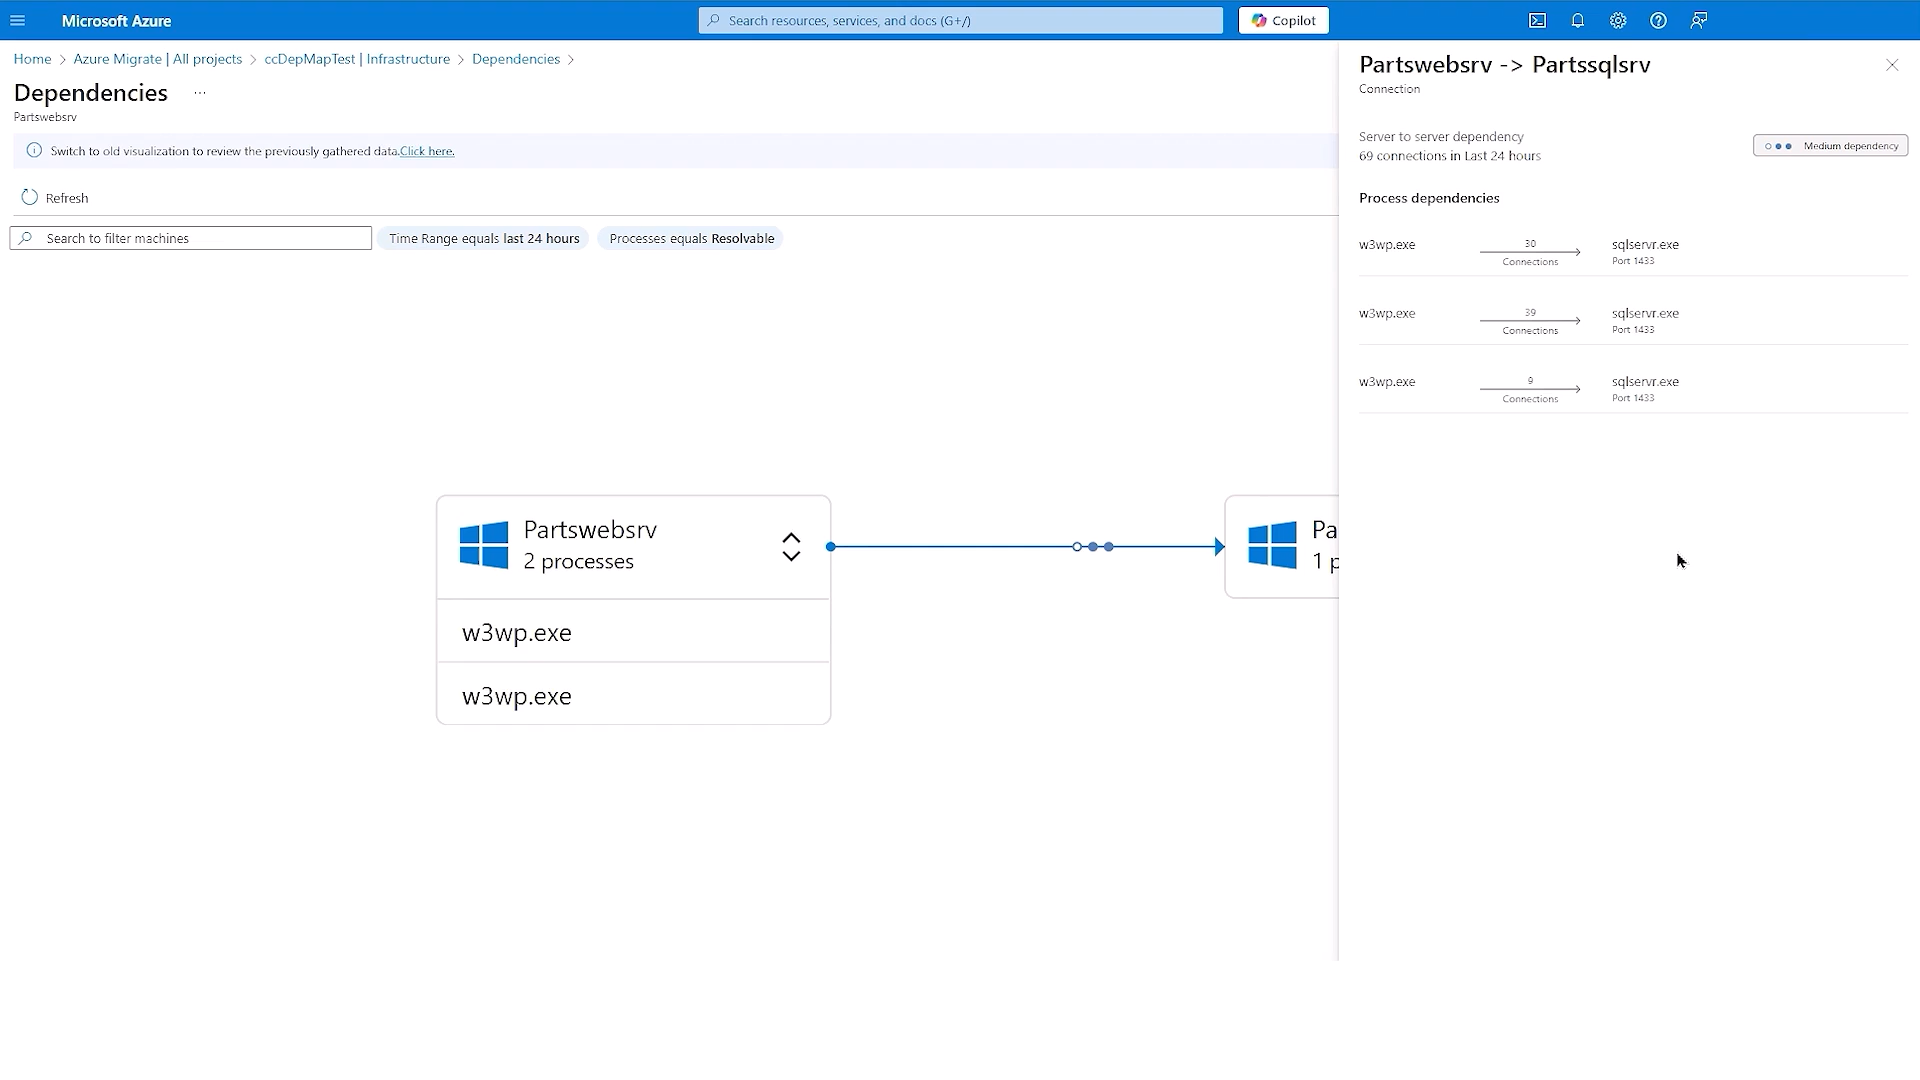 Microsoft Azure
Search resources, services, and docs (G+/)
Copilot
Home > Azure Migrate | All projects > ccDepMapTest | Infrastructure > Dependencies >
Dependencies ...
Partswebsrv
Switch to old visualization to review the previously gathered data.Click here.
Refresh
Search to filter machines
Time Range equals last 24 hours
Processes equals Resolvable
Partswebsrv
2 processes
w3wp.exe
w3wp.exe
Pa
1 p
Partswebsrv -> Partssqlsrv
Connection
Server to server dependency
69 connections in Last 24 hours
Medium dependency
Process dependencies
w3wp.exe
30
Connections
sqlservr.exe
Port 1433
w3wp.exe
39
Connections
sqlservr.exe
Port 1433
w3wp.exe
9
Connections
sqlservr.exe
Port 1433